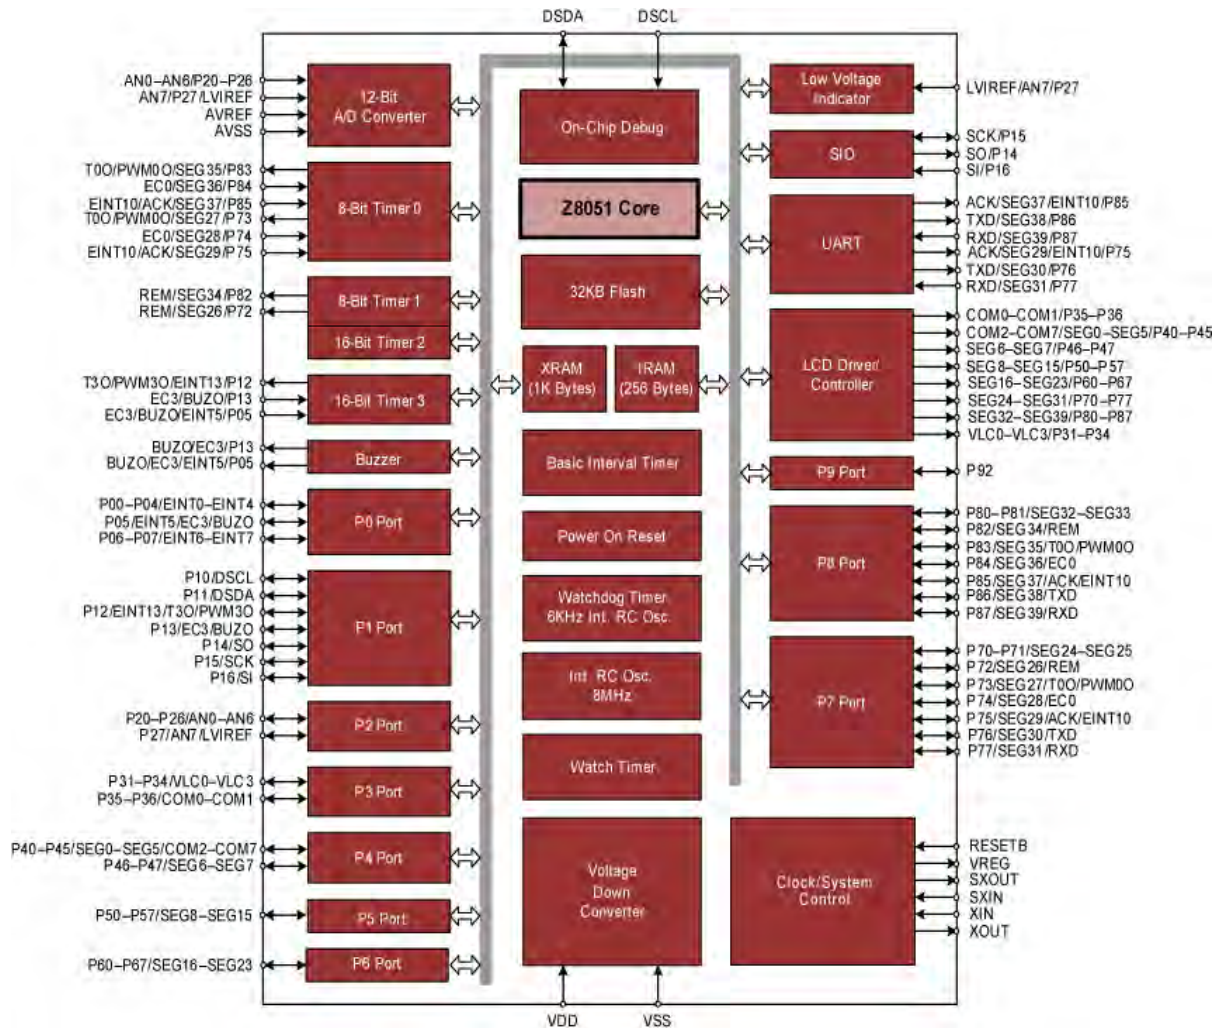 DSDA
DSCL
AN0–AN6/P20–P26
AN7/P27/LVIREF
AVREF
AVSS
12-Bit
A/D Converter
T0O/PWM0O/SEG35/P83
EC0/SEG36/P84
EINT10/ACK/SEG37/P85
T0O/PWM0O/SEG27/P73
EC0/SEG28/P74
EINT10/ACK/SEG29/P75
8-Bit Timer 0
REM/SEG34/P82
REM/SEG26/P72
8-Bit Timer 1
16-Bit Timer 2
T3O/PWM3O/EINT13/P12
EC3/BUZO/P13
EC3/BUZO/EINT5/P05
16-Bit Timer 3
BUZO/EC3/P13
BUZO/EC3/EINT5/P05
Buzzer
P00–P04/EINT0–EINT4
P05/EINT5/EC3/BUZO
P06–P07/EINT6–EINT7
P0 Port
P10/DSCL
P11/DSDA
P12/EINT13/T3O/PWM3O
P13/EC3/BUZO
P14/SO
P15/SCK
P16/SI
P1 Port
P20–P26/AN0–AN6
P27/AN7/LVIREF
P2 Port
P31–P34/VLC0–VLC3
P35–P36/COM0–COM1
P3 Port
P40–P45/SEG0–SEG5/COM2–COM7
P46–P47/SEG6–SEG7
P4 Port
P50–P57/SEG8–SEG15
P5 Port
P60–P67/SEG16–SEG23
P6 Port
On-Chip Debug
Z8051 Core
32KB Flash
XRAM
(1K Bytes)
IRAM
(256 Bytes)
Basic Interval Timer
Power On Reset
Watchdog Timer
6KHz Int. RC Osc.
Int. RC Osc.
8MHz
Watch Timer
Voltage
Down
Converter
VDD
VSS
Low Voltage
Indicator
LVIREF/AN7/P27
SIO
SCK/P15
SO/P14
SI/P16
UART
ACK/SEG37/EINT10/P85
TXD/SEG38/P86
RXD/SEG39/P87
ACK/SEG29/EINT10/P75
TXD/SEG30/P76
RXD/SEG31/P77
LCD Driver/
Controller
COM0–COM1/P35–P36
COM2–COM7/SEG0–SEG5/P40–P45
SEG6–SEG7/P46–P47
SEG8–SEG15/P50–P57
SEG16–SEG23/P60–P67
SEG24–SEG31/P70–P77
SEG32–SEG39/P80–P87
VLC0–VLC3/P31–P34
P9 Port
P92
P8 Port
P80–P81/SEG32–SEG33
P82/SEG34/REM
P83/SEG35/T0O/PWM0O
P84/SEG36/EC0
P85/SEG37/ACK/EINT10
P86/SEG38/TXD
P87/SEG39/RXD
P7 Port
P70–P71/SEG24–SEG25
P72/SEG26/REM
P73/SEG27/T0O/PWM0O
P74/SEG28/EC0
P75/SEG29/ACK/EINT10
P76/SEG30/TXD
P77/SEG31/RXD
Clock/System
Control
RESETB
VREG
SXOUT
SXIN
XIN
XOUT